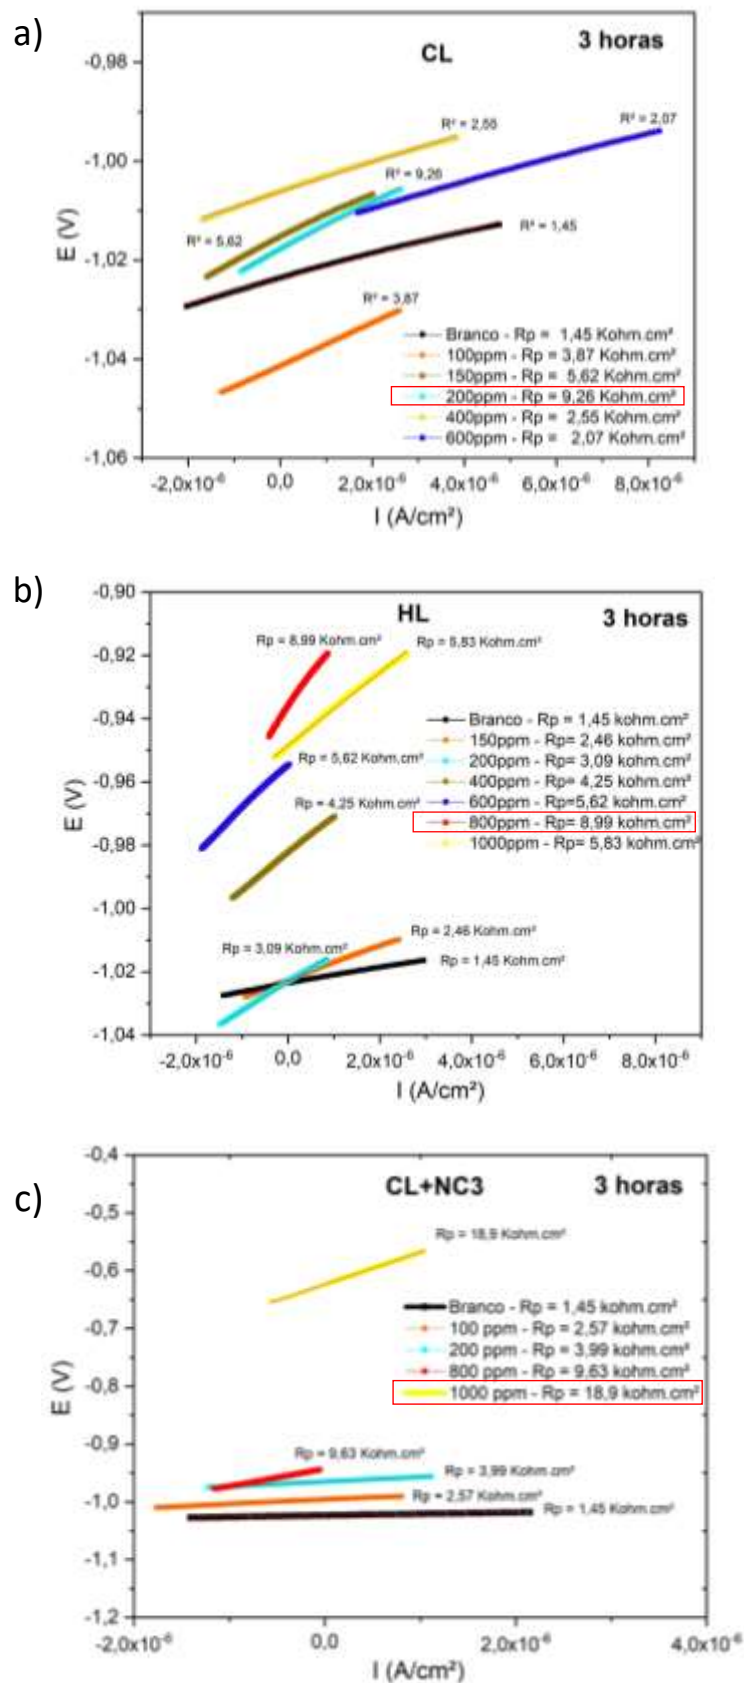 a)
3 horas
CL
-0,98
-1,00
-1,02
-1,04
-1,06
E (V)
R² = 2,55
R² = 2,07
R² = 9,26
R² = 5,62
R² = 1,45
R² = 3,87
Branco - Rp = 1,45 Kohm.cm²
100ppm - Rp = 3,87 Kohm.cm²
150ppm - Rp = 5,62 Kohm.cm²
200ppm - Rp = 9,26 Kohm.cm²
400ppm - Rp = 2,55 Kohm.cm²
600ppm - Rp = 2,07 Kohm.cm²
-2,0x10⁻⁶ 0,0 2,0x10⁻⁶ 4,0x10⁻⁶ 6,0x10⁻⁶ 8,0x10⁻⁶
I (A/cm²)
b)
HL
3 horas
-0,90
-0,92
-0,94
-0,96
-0,98
-1,00
-1,02
-1,04
E (V)
Rp = 8,99 Kohm.cm²
Rp = 5,83 Kohm.cm²
Rp = 5,62 Kohm.cm²
Rp = 4,25 Kohm.cm²
Rp = 2,46 Kohm.cm²
Rp = 3,09 Kohm.cm²
Rp = 1,45 Kohm.cm²
Branco - Rp = 1,45 kohm.cm²
150ppm - Rp= 2,46 kohm.cm²
200ppm - Rp= 3,09 kohm.cm²
400ppm - Rp= 4,25 kohm.cm²
600ppm - Rp=5,62 kohm.cm²
800ppm - Rp= 8,99 kohm.cm²
1000ppm - Rp= 5,83 kohm.cm²
-2,0x10⁻⁶ 0,0 2,0x10⁻⁶ 4,0x10⁻⁶ 6,0x10⁻⁶ 8,0x10⁻⁶
I (A/cm²)
c)
CL+NC3
3 horas
-0,4
-0,5
-0,6
-0,7
-0,8
-0,9
-1,0
-1,1
-1,2
E (V)
Rp = 18,9 Kohm.cm²
Branco - Rp = 1,45 kohm.cm²
100 ppm - Rp = 2,57 kohm.cm²
200 ppm - Rp = 3,99 kohm.cm²
800 ppm - Rp = 9,63 kohm.cm²
1000 ppm - Rp = 18,9 kohm.cm²
Rp = 9,63 Kohm.cm²
Rp = 3,99 Kohm.cm²
Rp = 2,57 Kohm.cm²
Rp = 1,45 Kohm.cm²
-2,0x10⁻⁶ 0,0 2,0x10⁻⁶ 4,0x10⁻⁶
I (A/cm²)